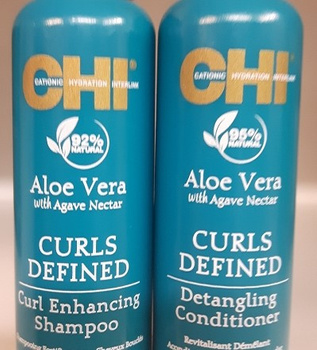 CHI
CATIONIC HYDRATION INTERLINK
92%
NATURAL
Aloe Vera
with Agave Nectar
CURLS
DEFINED
Curl Enhancing
Shampoo
CHI
CATIONIC HYDRATION INTERLINK
95%
NATURAL
Aloe Vera
with Agave Nectar
CURLS
DEFINED
Detangling
Conditioner
Revitalisant Démêlant